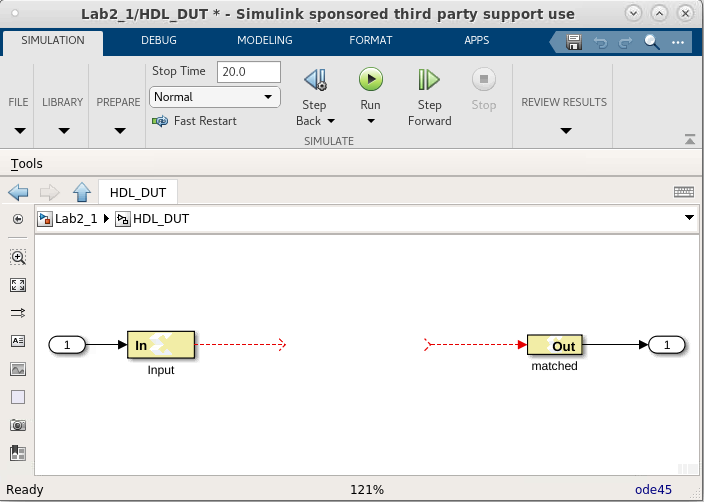 Lab2_1/HDL_DUT * - Simulink sponsored third party support use
SIMULATION
DEBUG
MODELING
FORMAT
APPS
FILE
LIBRARY
PREPARE
Stop Time 20.0
Normal
Fast Restart
Step
Back
Run
Step
Forward
Stop
SIMULATE
REVIEW RESULTS
Tools
HDL_DUT
Lab2_1
HDL_DUT
1
In
Input
Out
matched
1
Ready
121%
ode45